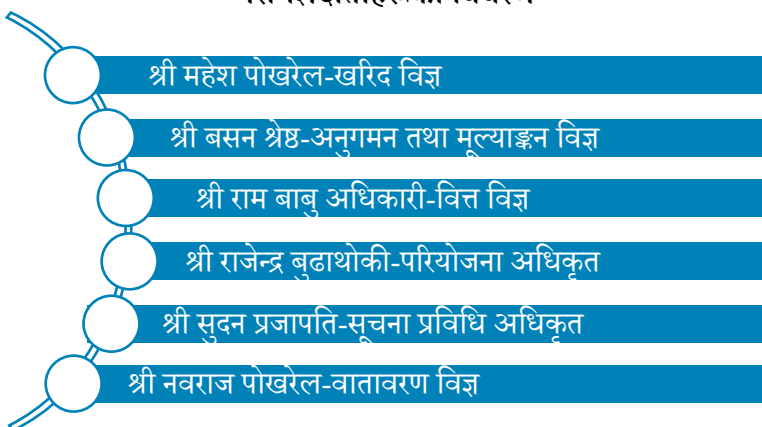 श्री महेश पोखरेल-खरिद विज्ञ
श्री बसन श्रेष्ठ-अनुगमन तथा मूल्याङ्कन विज्ञ
श्री राम बाबु अधिकारी-वित्त विज्ञ
श्री राजेन्द्र बुढाथोकी-परियोजना अधिकृत
श्री सुदन प्रजापति-सूचना प्रविधि अधिकृत
श्री नवराज पोखरेल-वातावरण विज्ञ